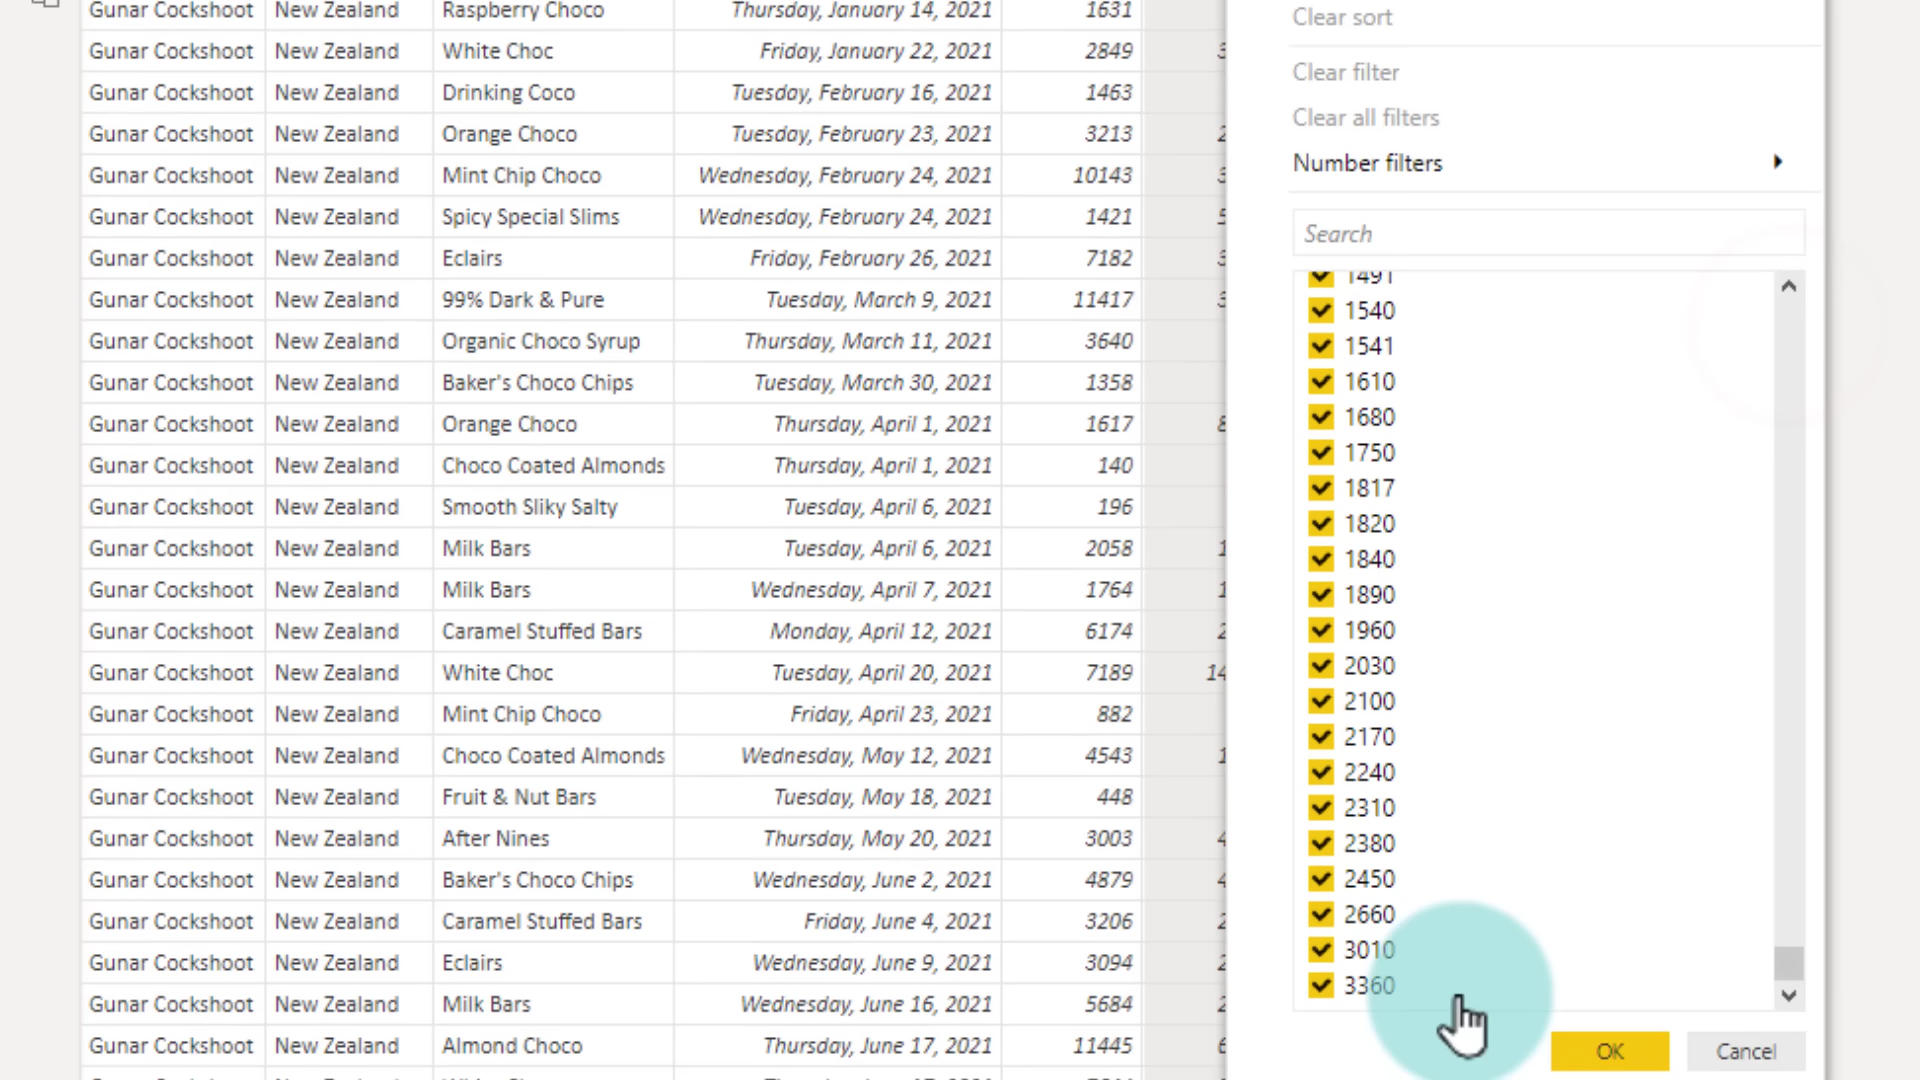 Gunar Cockshoot New Zealand Raspberry Choco Thursday, January 14, 2021 1631
Gunar Cockshoot New Zealand White Choc Friday, January 22, 2021 2849
Gunar Cockshoot New Zealand Drinking Coco Tuesday, February 16, 2021 1463
Gunar Cockshoot New Zealand Orange Choco Tuesday, February 23, 2021 3213
Gunar Cockshoot New Zealand Mint Chip Choco Wednesday, February 24, 2021 10143
Gunar Cockshoot New Zealand Spicy Special Slims Wednesday, February 24, 2021 1421
Gunar Cockshoot New Zealand Eclairs Friday, February 26, 2021 7182
Gunar Cockshoot New Zealand 99% Dark & Pure Tuesday, March 9, 2021 11417
Gunar Cockshoot New Zealand Organic Choco Syrup Thursday, March 11, 2021 3640
Gunar Cockshoot New Zealand Baker's Choco Chips Tuesday, March 30, 2021 1358
Gunar Cockshoot New Zealand Orange Choco Thursday, April 1, 2021 1617
Gunar Cockshoot New Zealand Choco Coated Almonds Thursday, April 1, 2021 140
Gunar Cockshoot New Zealand Smooth Sliky Salty Tuesday, April 6, 2021 196
Gunar Cockshoot New Zealand Milk Bars Tuesday, April 6, 2021 2058
Gunar Cockshoot New Zealand Milk Bars Wednesday, April 7, 2021 1764
Gunar Cockshoot New Zealand Caramel Stuffed Bars Monday, April 12, 2021 6174
Gunar Cockshoot New Zealand White Choc Tuesday, April 20, 2021 7189
Gunar Cockshoot New Zealand Mint Chip Choco Friday, April 23, 2021 882
Gunar Cockshoot New Zealand Choco Coated Almonds Wednesday, May 12, 2021 4543
Gunar Cockshoot New Zealand Fruit & Nut Bars Tuesday, May 18, 2021 448
Gunar Cockshoot New Zealand After Nines Thursday, May 20, 2021 3003
Gunar Cockshoot New Zealand Baker's Choco Chips Wednesday, June 2, 2021 4879
Gunar Cockshoot New Zealand Caramel Stuffed Bars Friday, June 4, 2021 3206
Gunar Cockshoot New Zealand Eclairs Wednesday, June 9, 2021 3094
Gunar Cockshoot New Zealand Milk Bars Wednesday, June 16, 2021 5684
Gunar Cockshoot New Zealand Almond Choco Thursday, June 17, 2021 11445
Clear sort
Clear filter
Clear all filters
Number filters
Search
1491
1540
1541
1610
1680
1750
1817
1820
1840
1890
1960
2030
2100
2170
2240
2310
2380
2450
2660
3010
3360
OK Cancel